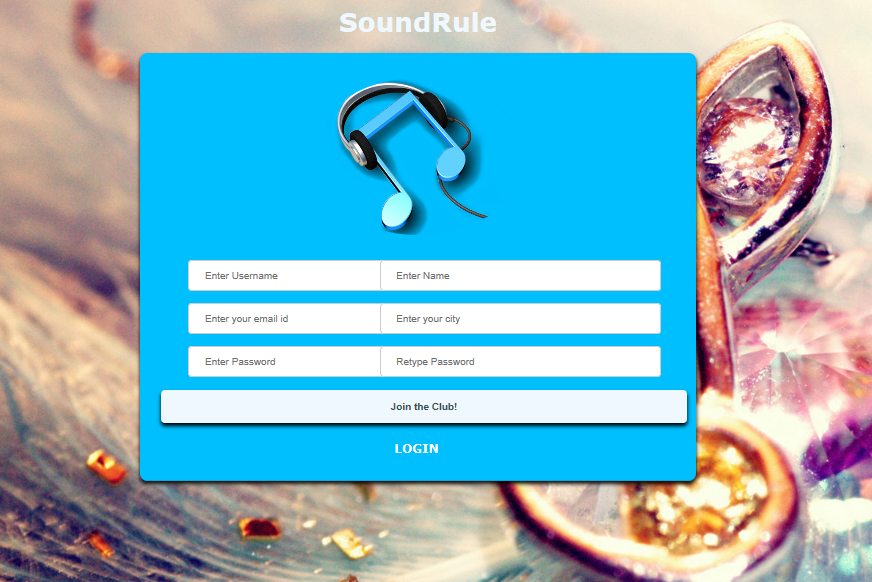 SoundRule
Enter Username Enter Name
Enter your email id Enter your city
Enter Password Retype Password
Join the Club!
LOGIN